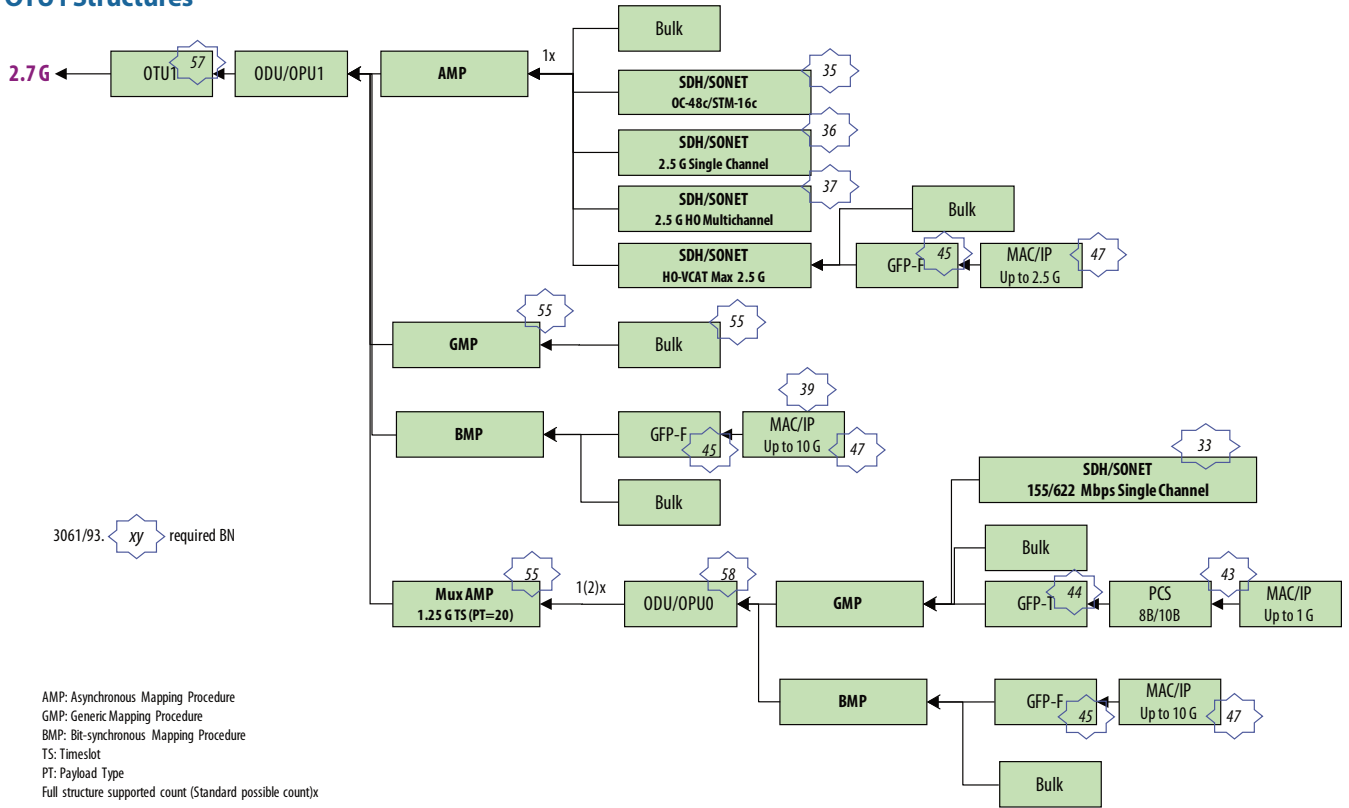 OTU1 Structures
2.7 G
OTU1
57
ODU/OPU1
AMP
1x
Bulk
SDH/SONET
OC-48c/STM-16c
35
SDH/SONET
2.5 G Single Channel
36
SDH/SONET
2.5 G HO Multichannel
37
SDH/SONET
HO-VCAT Max 2.5 G
Bulk
GFP-F
45
MAC/IP
Up to 2.5 G
47
GMP
55
Bulk
55
BMP
GFP-F
45
39
MAC/IP
Up to 10 G
47
Bulk
3061/93. xy required BN
Mux AMP
1.25 G TS (PT=20)
55
1(2)x
ODU/OPU0
58
GMP
SDH/SONET
155/622 Mbps Single Channel
33
Bulk
GFP-T
44
PCS
8B/10B
43
MAC/IP
Up to 1 G
BMP
GFP-F
45
MAC/IP
Up to 10 G
47
Bulk
AMP: Asynchronous Mapping Procedure
GMP: Generic Mapping Procedure
BMP: Bit-synchronous Mapping Procedure
TS: Timeslot
PT: Payload Type
Full structure supported count (Standard possible count)x